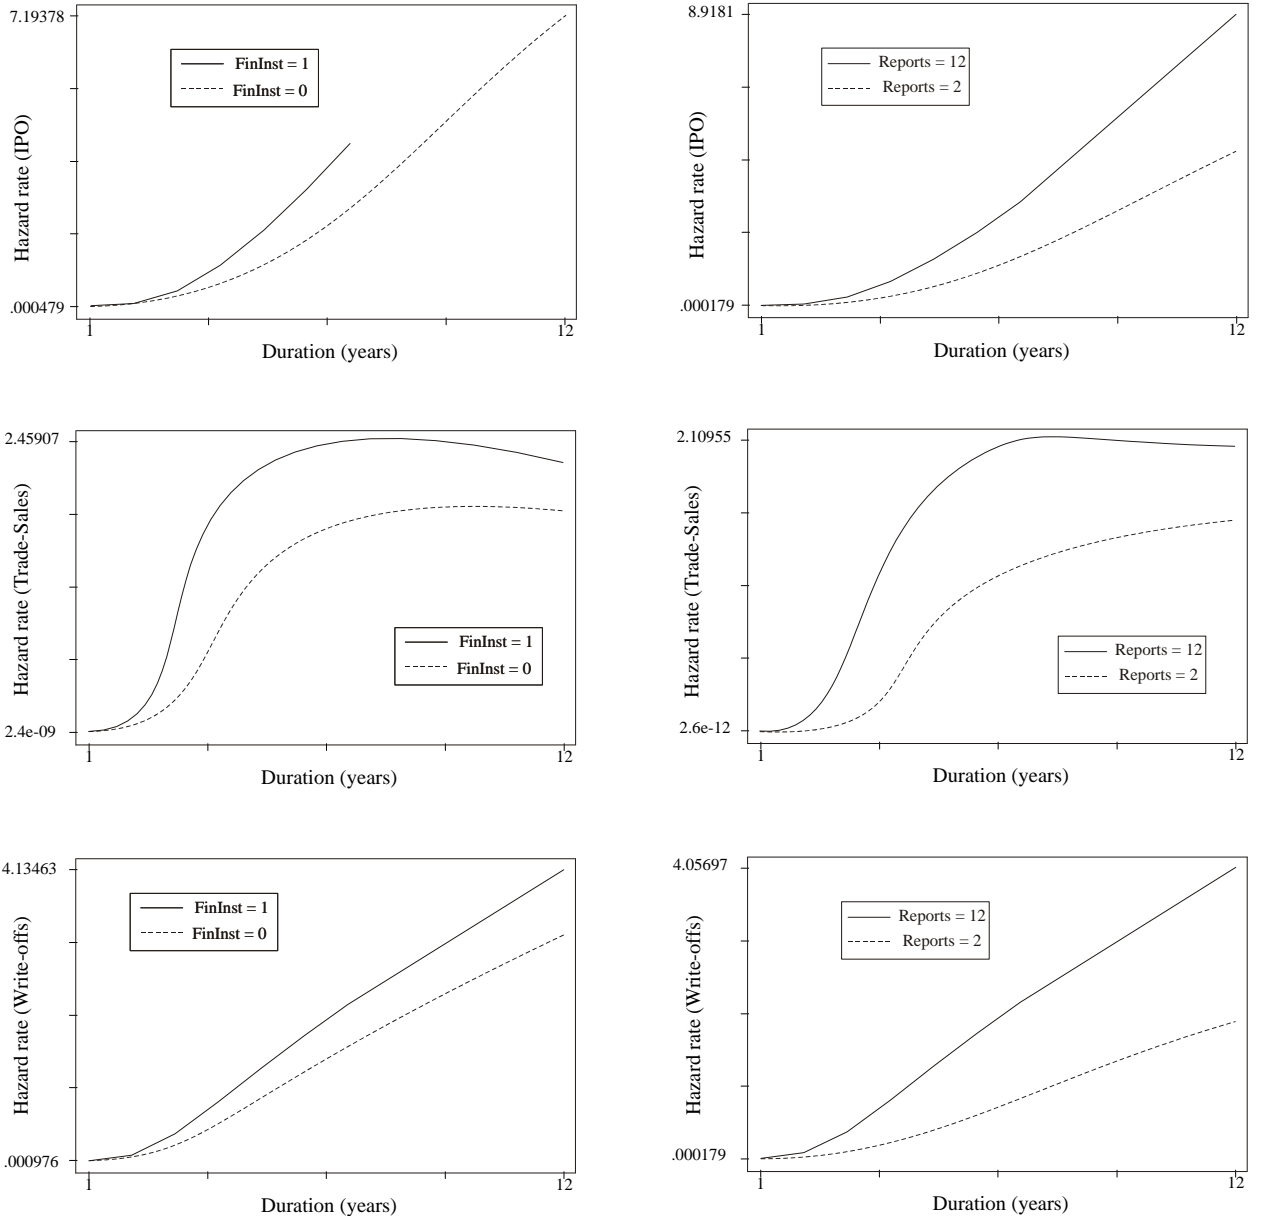 7.19378
FinInst = 1
FinInst = 0
Hazard rate (IPO)
.000479
1
12
Duration (years)
8.9181
Reports = 12
Reports = 2
Hazard rate (IPO)
.000179
1
12
Duration (years)
2.45907
Hazard rate (Trade-Sales)
FinInst = 1
FinInst = 0
2.4e-09
1
12
Duration (years)
2.10955
Hazard rate (Trade-Sales)
Reports = 12
Reports = 2
2.6e-12
1
12
Duration (years)
4.13463
FinInst = 1
FinInst = 0
Hazard rate (Write-offs)
.000976
1
12
Duration (years)
4.05697
Reports = 12
Reports = 2
Hazard rate (Write-offs)
.000179
1
12
Duration (years)